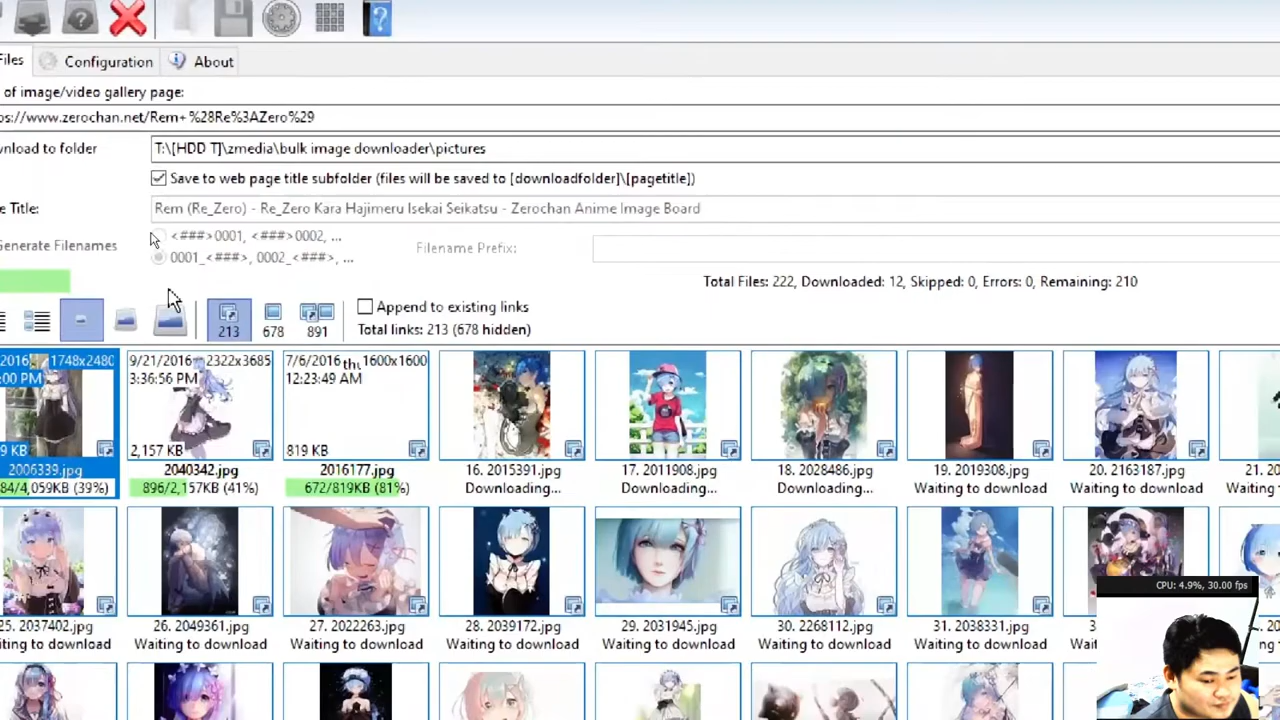 Files
Configuration
About
of image/video gallery page:
ps://www.zerochan.net/Rem+%28Re%3AZero%29
wnload to folder
T:\[HDD T]\zmedia\bulk image downloader\pictures
Save to web page title subfolder (files will be saved to [downloadfolder]\[pagetitle])
e Title:
Rem (Re_Zero) - Re_Zero Kara Hajimeru Isekai Seikatsu - Zerochan Anime Image Board
Generate Filenames
<###>0001, <###>0002, ...
0001_<###>, 0002_<###>, ...
Filename Prefix:
Total Files: 222, Downloaded: 12, Skipped: 0, Errors: 0, Remaining: 210
213
678
891
Append to existing links
Total links: 213 (678 hidden)
2016 1748x2480
:00 PM
9 KB
9/21/2016 2322x3685
3:36:56 PM
2,157 KB
7/6/2016 1600x1600
12:23:49 AM
819 KB
2006339.jpg
2040342.jpg
2016177.jpg
16. 2015391.jpg
17. 2011908.jpg
18. 2028486.jpg
19. 2019308.jpg
20. 2163187.jpg
21.
84/4,059KB (39%)
896/2,157KB (41%)
672/819KB (81%)
Downloading...
Downloading...
Downloading...
Waiting to download
Waiting to download
Waiting t
CPU: 4.9%, 30.00 fps
25. 2037402.jpg
26. 2049361.jpg
27. 2022263.jpg
28. 2039172.jpg
29. 2031945.jpg
30. 2268112.jpg
31. 2038331.jpg
aiting to download
Waiting to download
Waiting to download
Waiting to download
Waiting to download
Waiting to download
Waiting to download